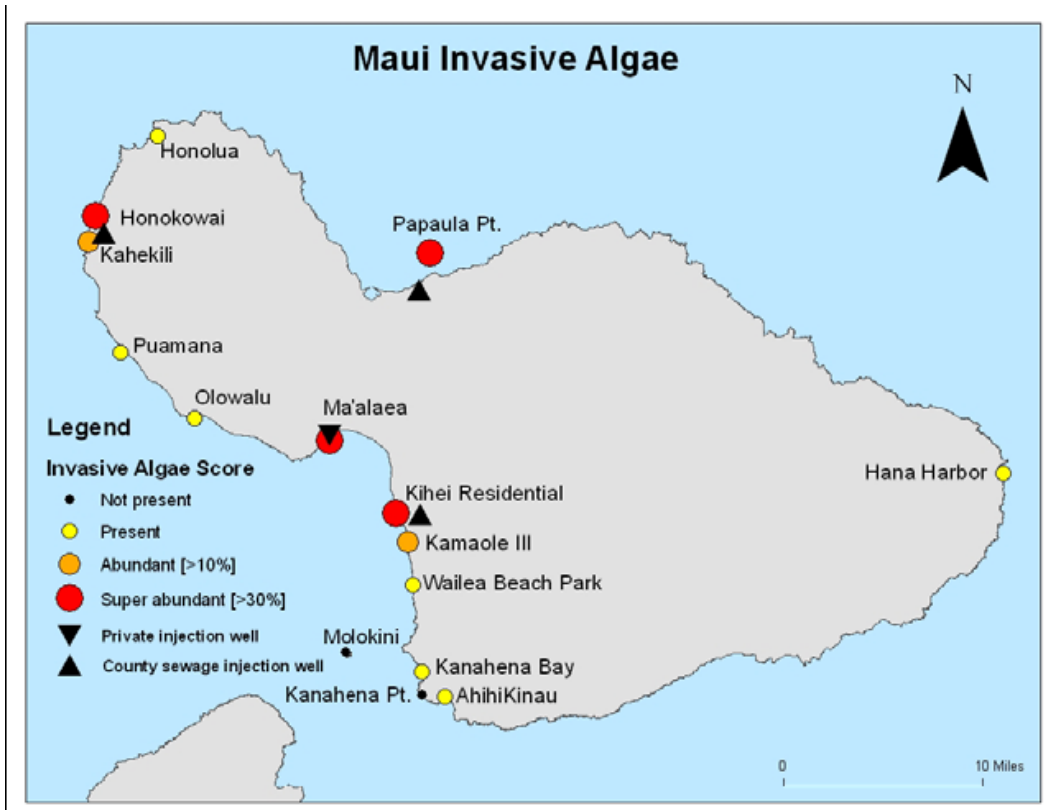 Maui Invasive Algae
N
Honolua
Honokowai
Kahekili
Papaula Pt.
Puamana
Olowalu
Ma'alaea
Hana Harbor
Kihei Residential
Kamaole III
Wailea Beach Park
Molokini
Kanahena Bay
Kanahena Pt.
AhihiKinau
Legend
Invasive Algae Score
Not present
Present
Abundant [>10%]
Super abundant [>30%]
Private injection well
County sewage injection well
0 10 Miles